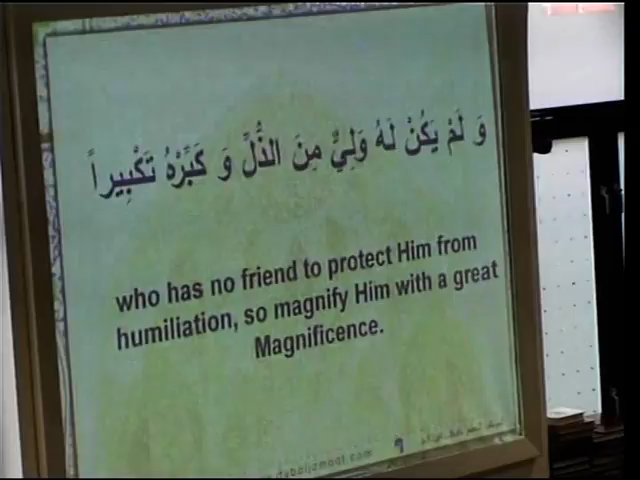 وَ لَمْ يَكُنْ لَهُ وَلِيٌّ مِنَ الذُّلِّ وَ كَبِّرْهُ تَكْبِيراً
who has no friend to protect Him from
humiliation, so magnify Him with a great
Magnificence.